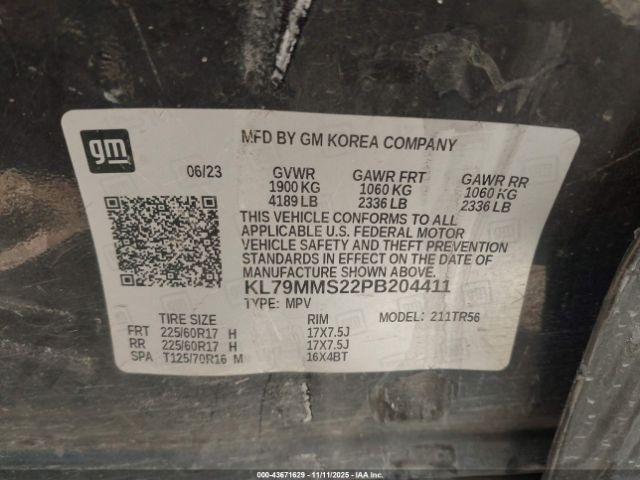 gm
MFD BY GM KOREA COMPANY
06/23 GVWR GAWR FRT GAWR RR
1900 KG 1060 KG 1060 KG
4189 LB 2336 LB 2336 LB
THIS VEHICLE CONFORMS TO ALL
APPLICABLE U.S. FEDERAL MOTOR
VEHICLE SAFETY AND THEFT PREVENTION
STANDARDS IN EFFECT ON THE DATE OF
MANUFACTURE SHOWN ABOVE.
KL79MMS22PB204411
TYPE: MPV MODEL: 211TR56
TIRE SIZE RIM
FRT 225/60R17 H 17X7.5J
RR 225/60R17 H 17X7.5J
SPA T125/70R16 M 16X4BT
000-43671629 - 11/11/2025 - Copyright IAA, LLC